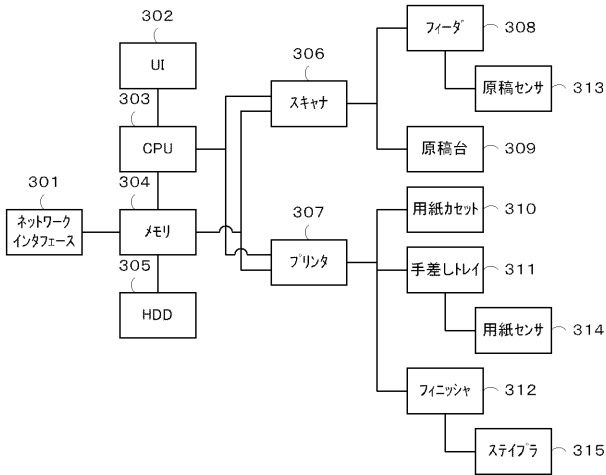 302
UI
303
CPU
301
ネットワーク
インタフェース
304
メモリ
305
HDD
306
スキャナ
307
プリンタ
フィーダ
308
原稿センサ
313
原稿台
309
用紙カセット
310
手差しトレイ
311
用紙センサ
314
フィニッシャ
312
ステイプラ
315